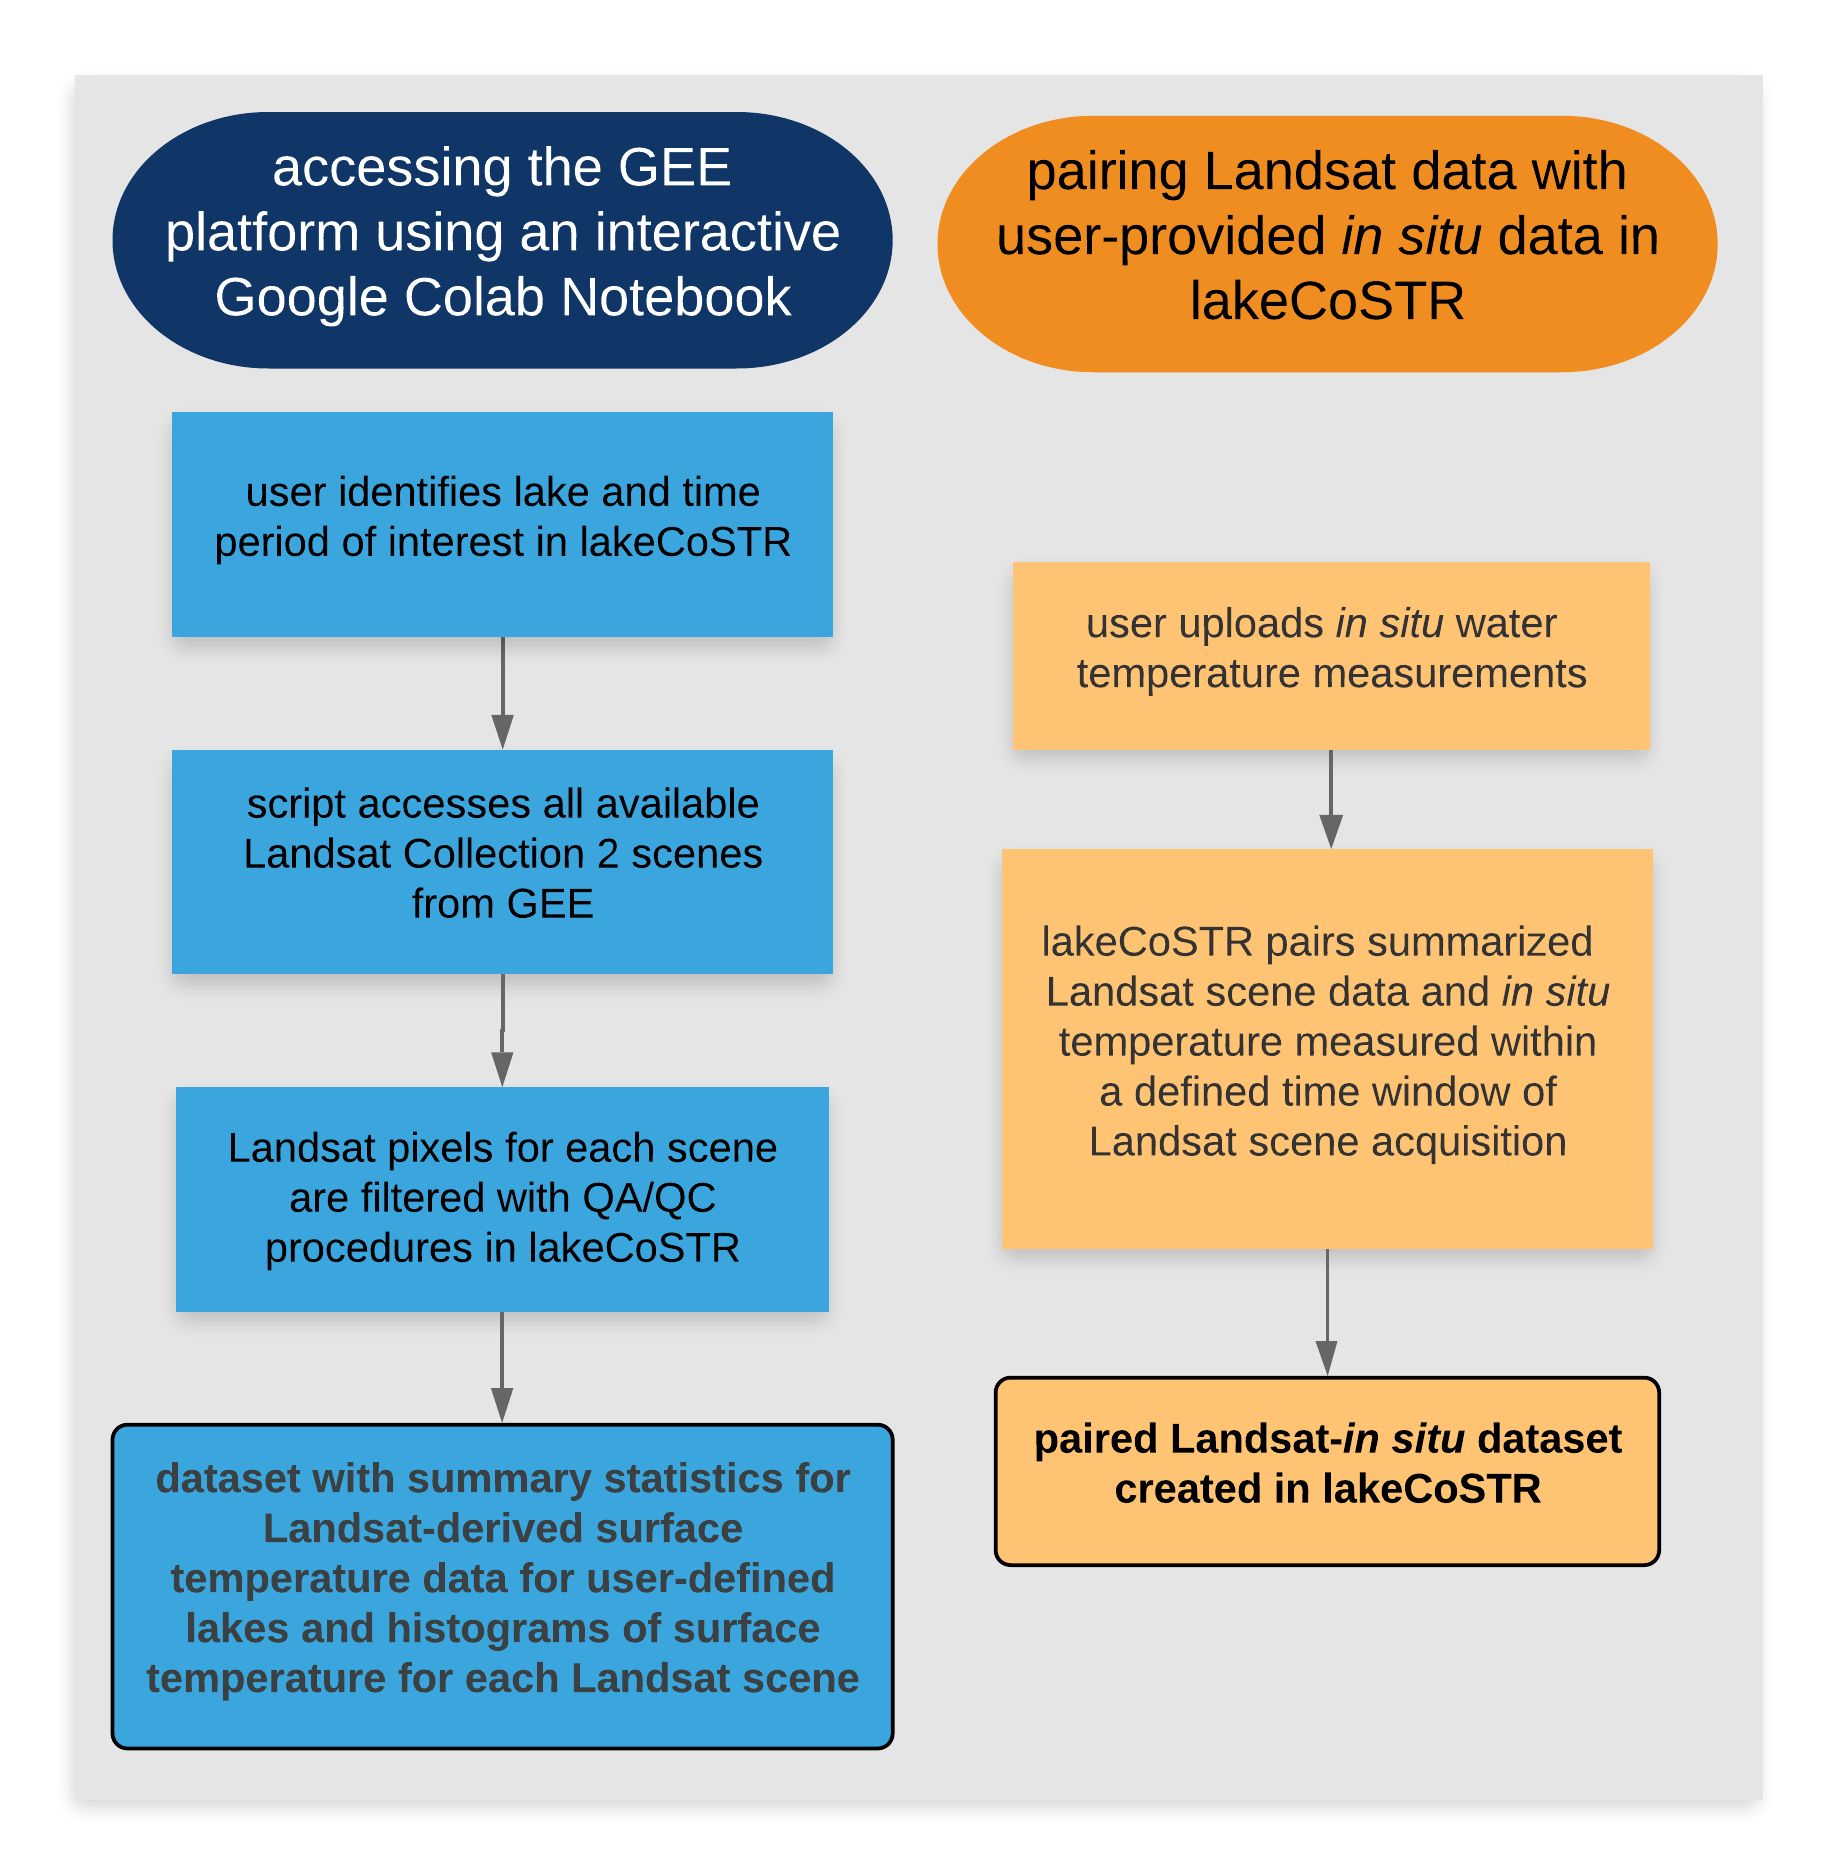 accessing the GEE
platform using an interactive
Google Colab Notebook
user identifies lake and time
period of interest in lakeCoSTR
script accesses all available
Landsat Collection 2 scenes
from GEE
Landsat pixels for each scene
are filtered with QA/QC
procedures in lakeCoSTR
dataset with summary statistics for
Landsat-derived surface
temperature data for user-defined
lakes and histograms of surface
temperature for each Landsat scene
pairing Landsat data with
user-provided in situ data in
lakeCoSTR
user uploads in situ water
temperature measurements
lakeCoSTR pairs summarized
Landsat scene data and in situ
temperature measured within
a defined time window of
Landsat scene acquisition
paired Landsat-in situ dataset
created in lakeCoSTR